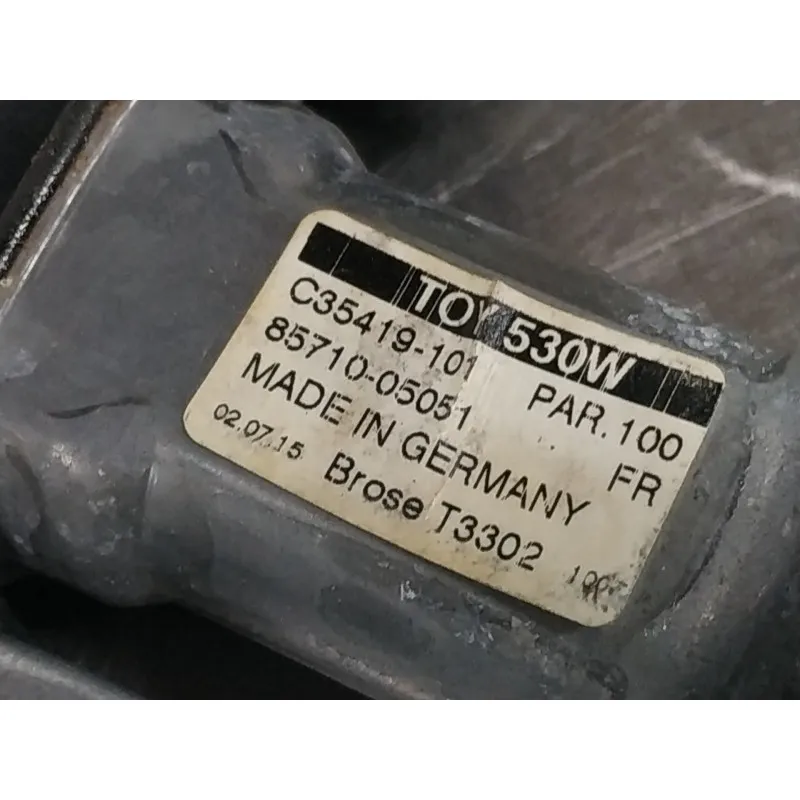 TOY 530W
C35419-101 PAR.100
85710-05051 FR
MADE IN GERMANY
02.07.15 Brose T3302